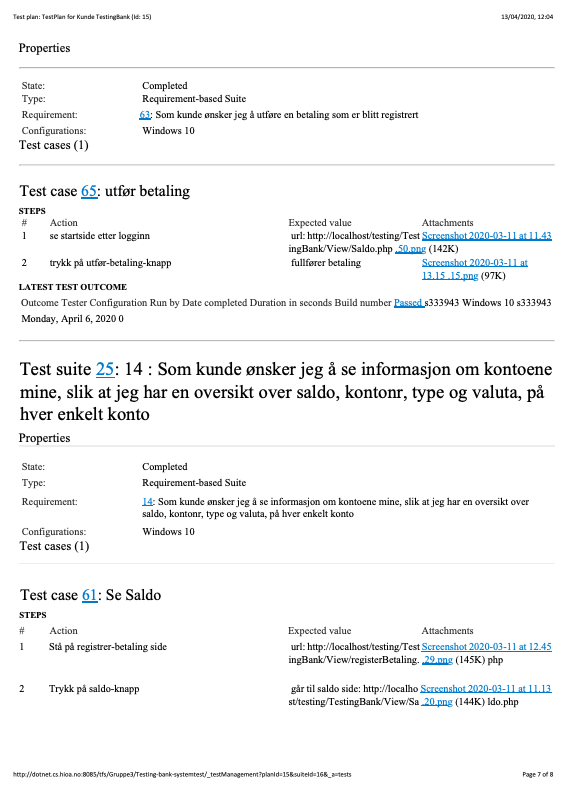 Test plan: TestPlan for Kunde TestingBank (Id: 15) 13/04/2020, 12:04
Properties
State: Completed
Type: Requirement-based Suite
Requirement: 63: Som kunde ønsker jeg å utføre en betaling som er blitt registrert
Configurations: Windows 10
Test cases (1)
Test case 65: utfør betaling
STEPS
# Action Expected value Attachments
1 se startside etter logginn url: http://localhost/testing/Test Screenshot 2020-03-11 at 11.43
ingBank/View/Saldo.php .50.png (142K)
2 trykk på utfør-betaling-knapp fullfører betaling Screenshot 2020-03-11 at
13.15 .15.png (97K)
LATEST TEST OUTCOME
Outcome Tester Configuration Run by Date completed Duration in seconds Build number Passed s333943 Windows 10 s333943
Monday, April 6, 2020 0
Test suite 25: 14 : Som kunde ønsker jeg å se informasjon om kontoene
mine, slik at jeg har en oversikt over saldo, kontonr, type og valuta, på
hver enkelt konto
Properties
State: Completed
Type: Requirement-based Suite
Requirement: 14: Som kunde ønsker jeg å se informasjon om kontoene mine, slik at jeg har en oversikt over
saldo, kontonr, type og valuta, på hver enkelt konto
Configurations: Windows 10
Test cases (1)
Test case 61: Se Saldo
STEPS
# Action Expected value Attachments
1 Stå på registrer-betaling side url: http://localhost/testing/Test Screenshot 2020-03-11 at 12.45
ingBank/View/registerBetaling. .29.png (145K) php
2 Trykk på saldo-knapp går til saldo side: http://localho Screenshot 2020-03-11 at 11.13
st/testing/TestingBank/View/Sa .20.png (144K) ldo.php
http://dotnet.cs.hioa.no:8085/tfs/Gruppe3/Testing-bank-systemtest/_testManagement?planId=15&suiteId=16&_a=tests Page 7 of 8